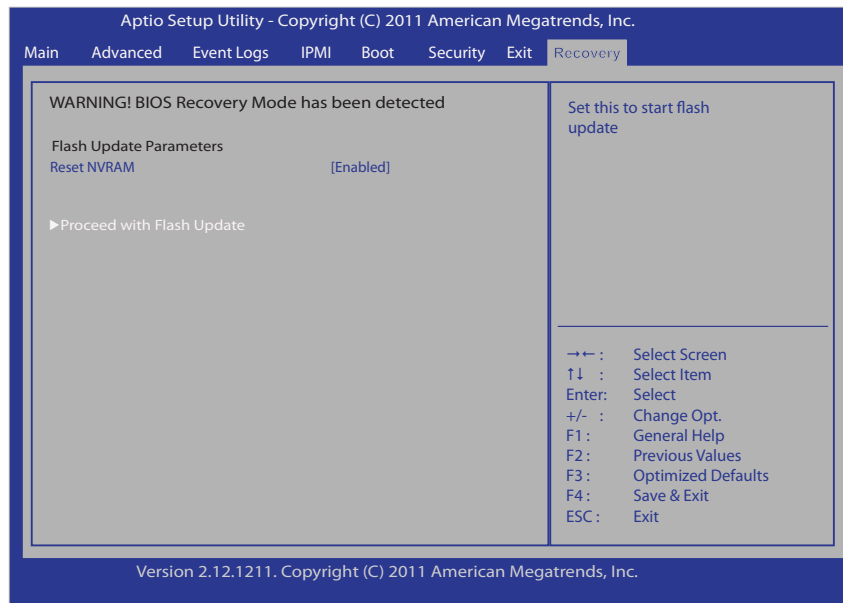 Aptio Setup Utility - Copyright (C) 2011 American Megatrends, Inc.
Main Advanced Event Logs IPMI Boot Security Exit Recovery
WARNING! BIOS Recovery Mode has been detected
Flash Update Parameters
Reset NVRAM [Enabled]
▶Proceed with Flash Update
Set this to start flash
update
→← : Select Screen
↑↓ : Select Item
Enter: Select
+/- : Change Opt.
F1 : General Help
F2 : Previous Values
F3 : Optimized Defaults
F4 : Save & Exit
ESC : Exit
Version 2.12.1211. Copyright (C) 2011 American Megatrends, Inc.